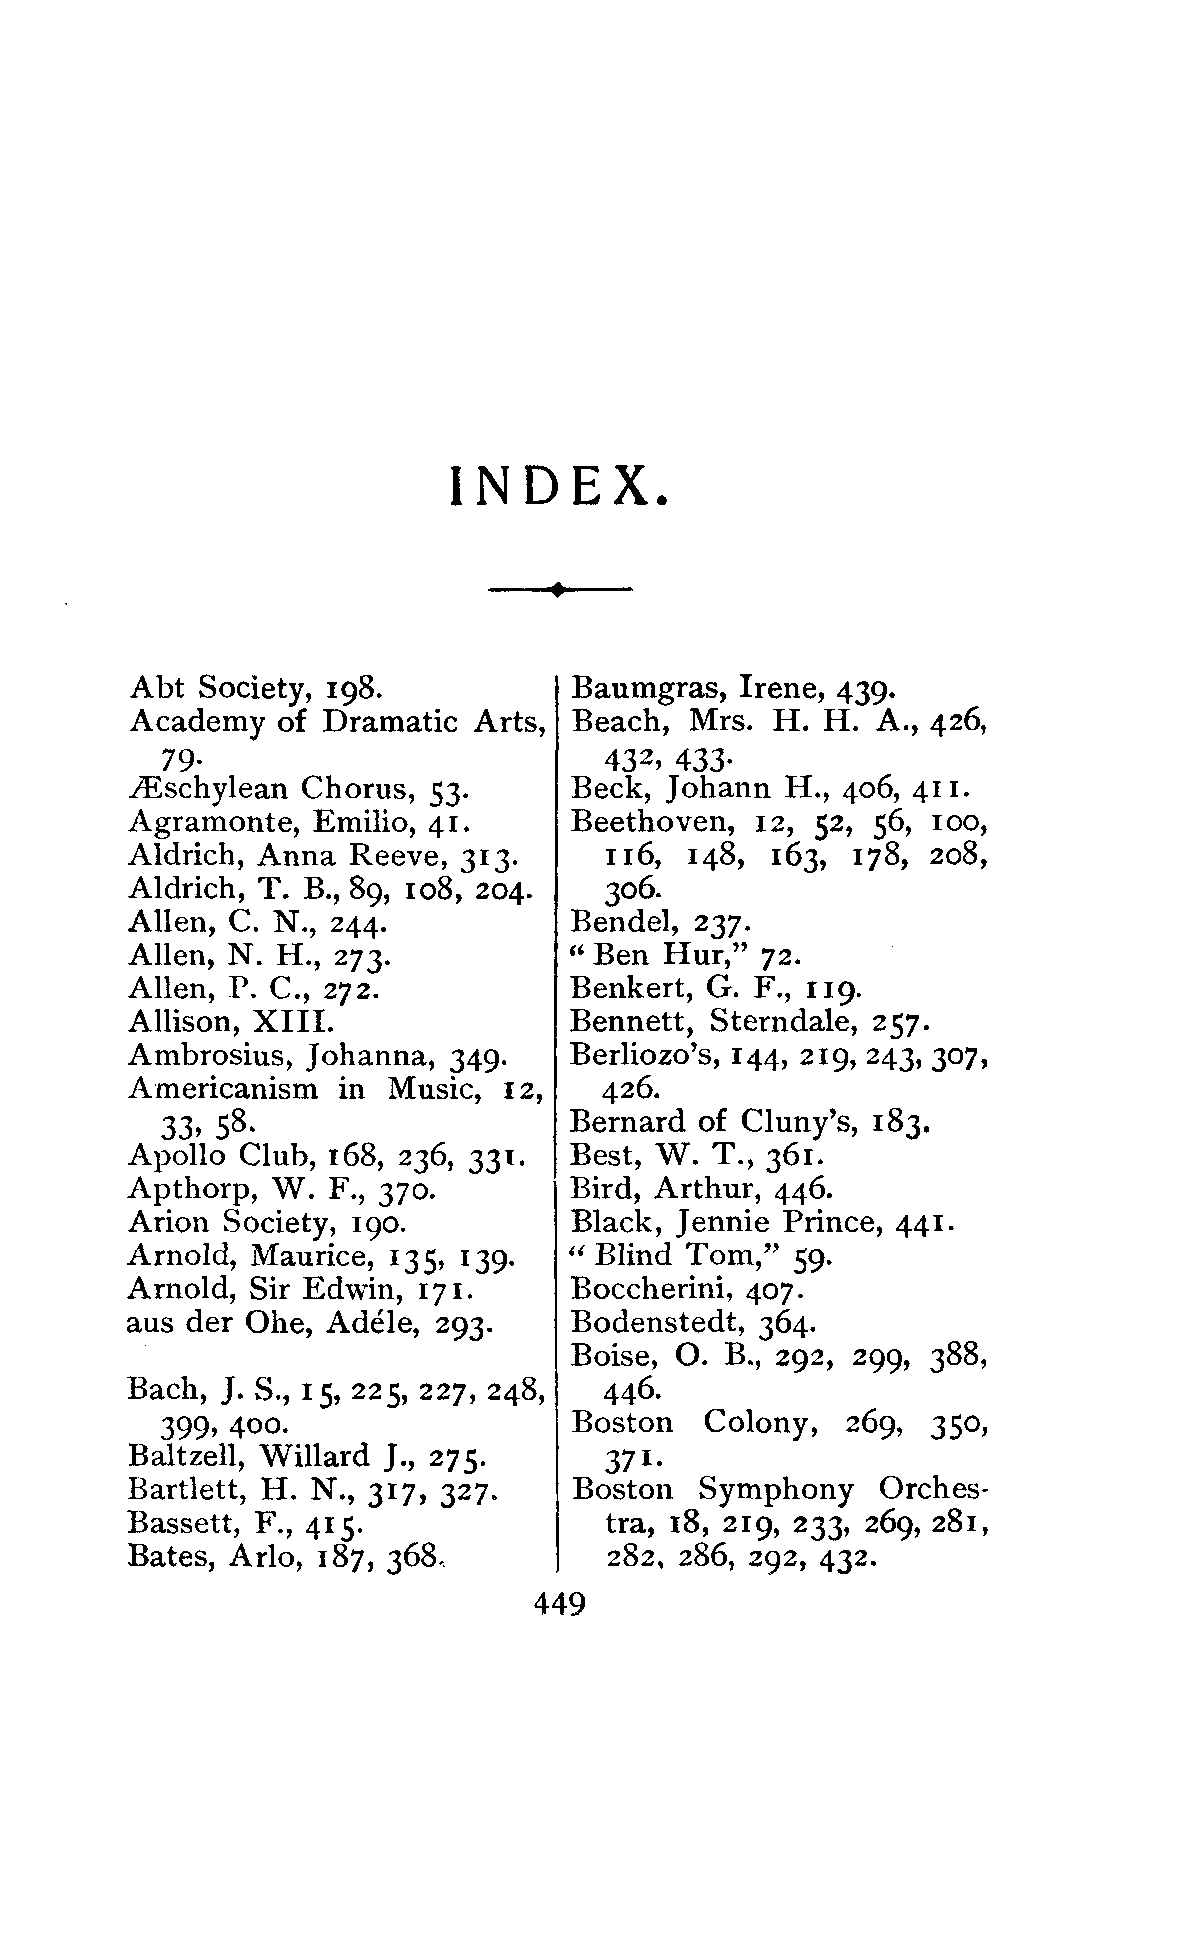 INDEX.
Abt Society, 198.
Academy of Dramatic Arts,
79.
Æschylean Chorus, 53.
Agramonte, Emilio, 41.
Aldrich, Anna Reeve, 313.
Aldrich, T. B., 89, 108, 204.
Allen, C. N., 244.
Allen, N. H., 273.
Allen, P. C., 272.
Allison, XIII.
Ambrosius, Johanna, 349.
Americanism in Music, 12,
33, 58.
Apollo Club, 168, 236, 331.
Apthorp, W. F., 370.
Arion Society, 190.
Arnold, Maurice, 135, 139.
Arnold, Sir Edwin, 171.
aus der Ohe, Adéle, 293.
Bach, J. S., 15, 225, 227, 248,
399, 400.
Baltzell, Willard J., 275.
Bartlett, H. N., 317, 327.
Bassett, F., 415.
Bates, Arlo, 187, 368.
Baumgras, Irene, 439.
Beach, Mrs. H. H. A., 426,
432, 433.
Beck, Johann H., 406, 411.
Beethoven, 12, 52, 56, 100,
116, 148, 163, 178, 208,
306.
Bendel, 237.
"Ben Hur," 72.
Benkert, G. F., 119.
Bennett, Sterndale, 257.
Berliozo's, 144, 219, 243, 307,
426.
Bernard of Cluny's, 183.
Best, W. T., 361.
Bird, Arthur, 446.
Black, Jennie Prince, 441.
"Blind Tom," 59.
Boccherini, 407.
Bodenstedt, 364.
Boise, O. B., 292, 299, 388,
446.
Boston Colony, 269, 350,
371.
Boston Symphony Orches-
tra, 18, 219, 233, 269, 281,
282, 286, 292, 432.
449